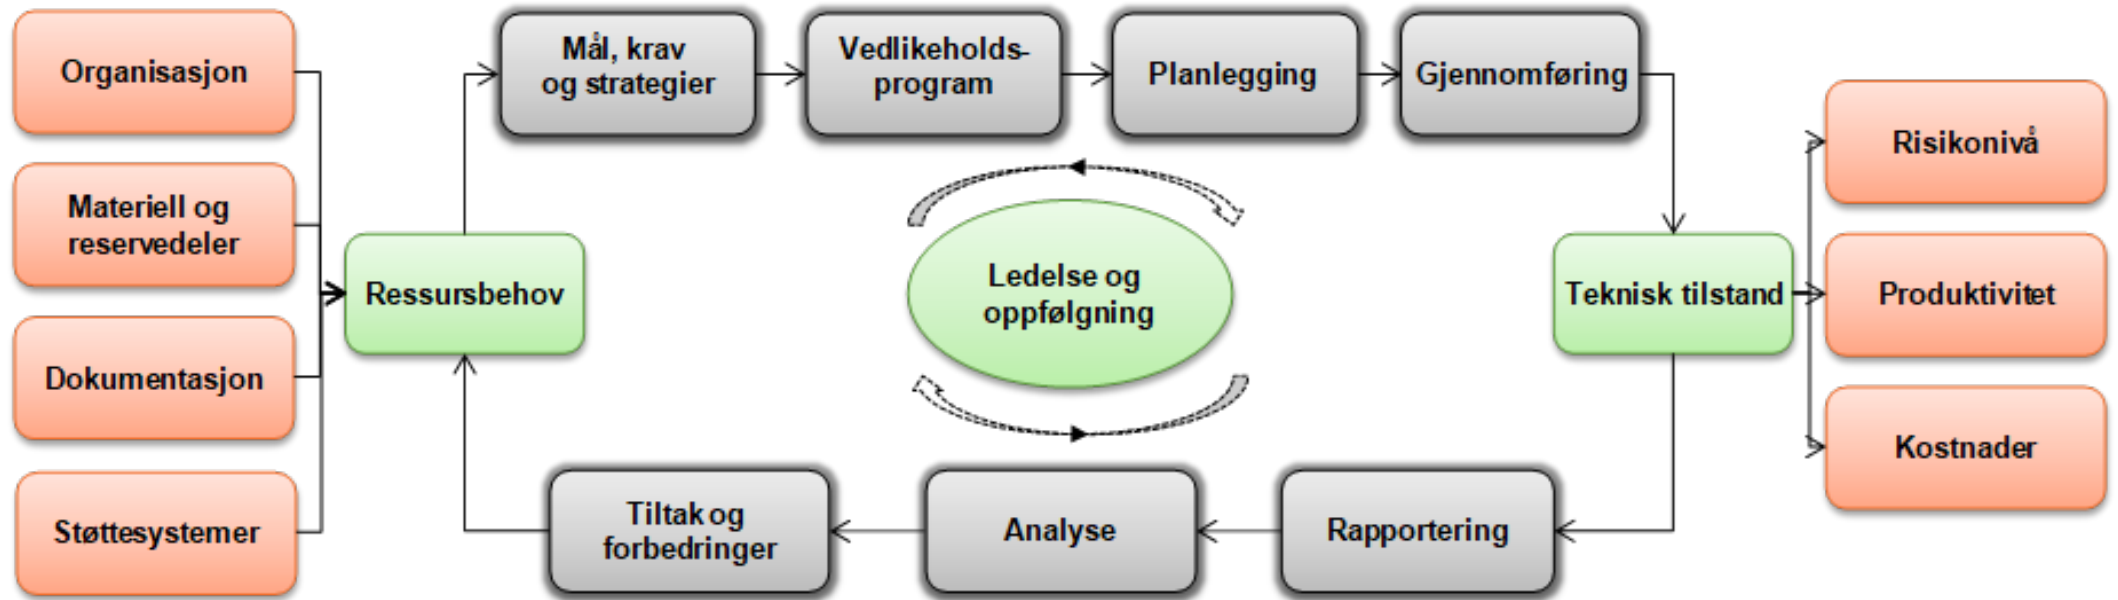 Organisasjon
Materiell og
reservedeler
Dokumentasjon
Støttesystemer
Ressursbehov
Mål, krav
og strategier
Vedlikeholds-
program
Planlegging
Gjennomføring
Ledelse og
oppfølgning
Teknisk tilstand
Risikonivå
Produktivitet
Kostnader
Rapportering
Analyse
Tiltak og
forbedringer